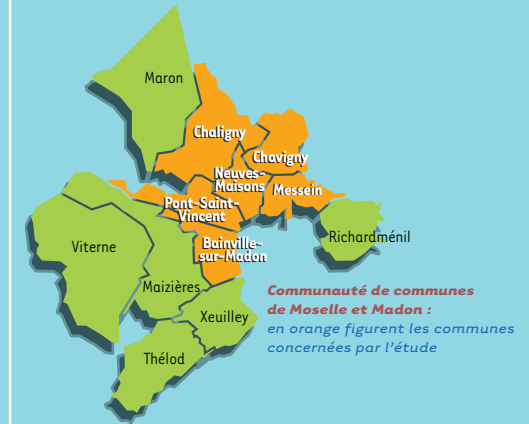 Maron
Chaligny
Chavigny
Neuves-
Maisons
Messein
Pont-Saint-
Vincent
Richardménil
Viterne
Bainville-
sur-Madon
Maizières
Xeuilley
Thélod
Communauté de communes
de Moselle et Madon :
en orange figurent les communes
concernées par l'étude